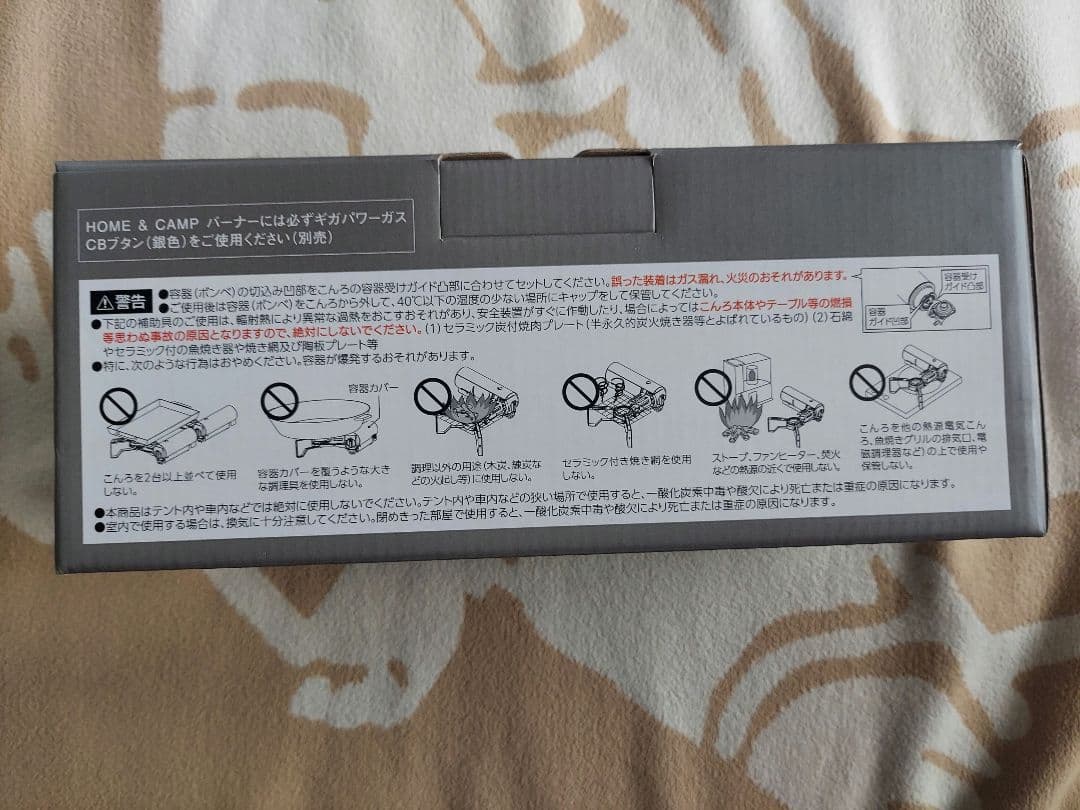 HOME & CAMP バーナーには必ずギガパワーガス
CBブタン(銀色)をご使用ください(別売)
警告
●容器(ボンベ)の切込み凹部をこんろの容器受けガイド凸部に合わせてセットしてください。誤った装着はガス漏れ、火災のおそれがあります。
●ご使用後は容器(ボンベ)をこんろから外して、40℃以下の湿度の少ない場所にキャップをして保管してください。
●下記の補助具のご使用は、輻射熱により異常な過熱をおこすおそれがあり、安全装置がすぐに作動したり、場合によってはこんろ本体やテーブル等の燃損
等思わぬ事故の原因となりますので、絶対にしないでください。(1)セラミック炭付焼肉プレート(半永久的炭火焼き器等とよばれているもの)(2)石綿
やセラミック付の魚焼き器や焼き網及び陶板プレート等
●特に、次のような行為はおやめください。容器が爆発するおそれがあります。
容器受け
ガイド凸部
容器
ガイド凹部
容器カバー
こんろを2台以上並べて使用
しない。
容器カバーを覆うような大き
な調理具を使用しない。
調理以外の用途(木炭、練炭な
どの火起し等)に使用しない。
セラミック付き焼き網を使用
しない。
ストーブ、ファンヒーター、焚火
などの熱源の近くで使用しない。
こんろを他の熱源電気こん
ろ、魚焼きグリルの排気口、電
磁調理器など)の上で使用や
保管しない。
●本商品はテント内や車内などでは絶対に使用しないでください。テント内や車内などの狭い場所で使用すると、一酸化炭素中毒や酸欠により死亡または重症の原因になります。
●室内で使用する場合は、換気に十分注意してください。閉めきった部屋で使用すると、一酸化炭素中毒や酸欠により死亡または重症の原因になります。